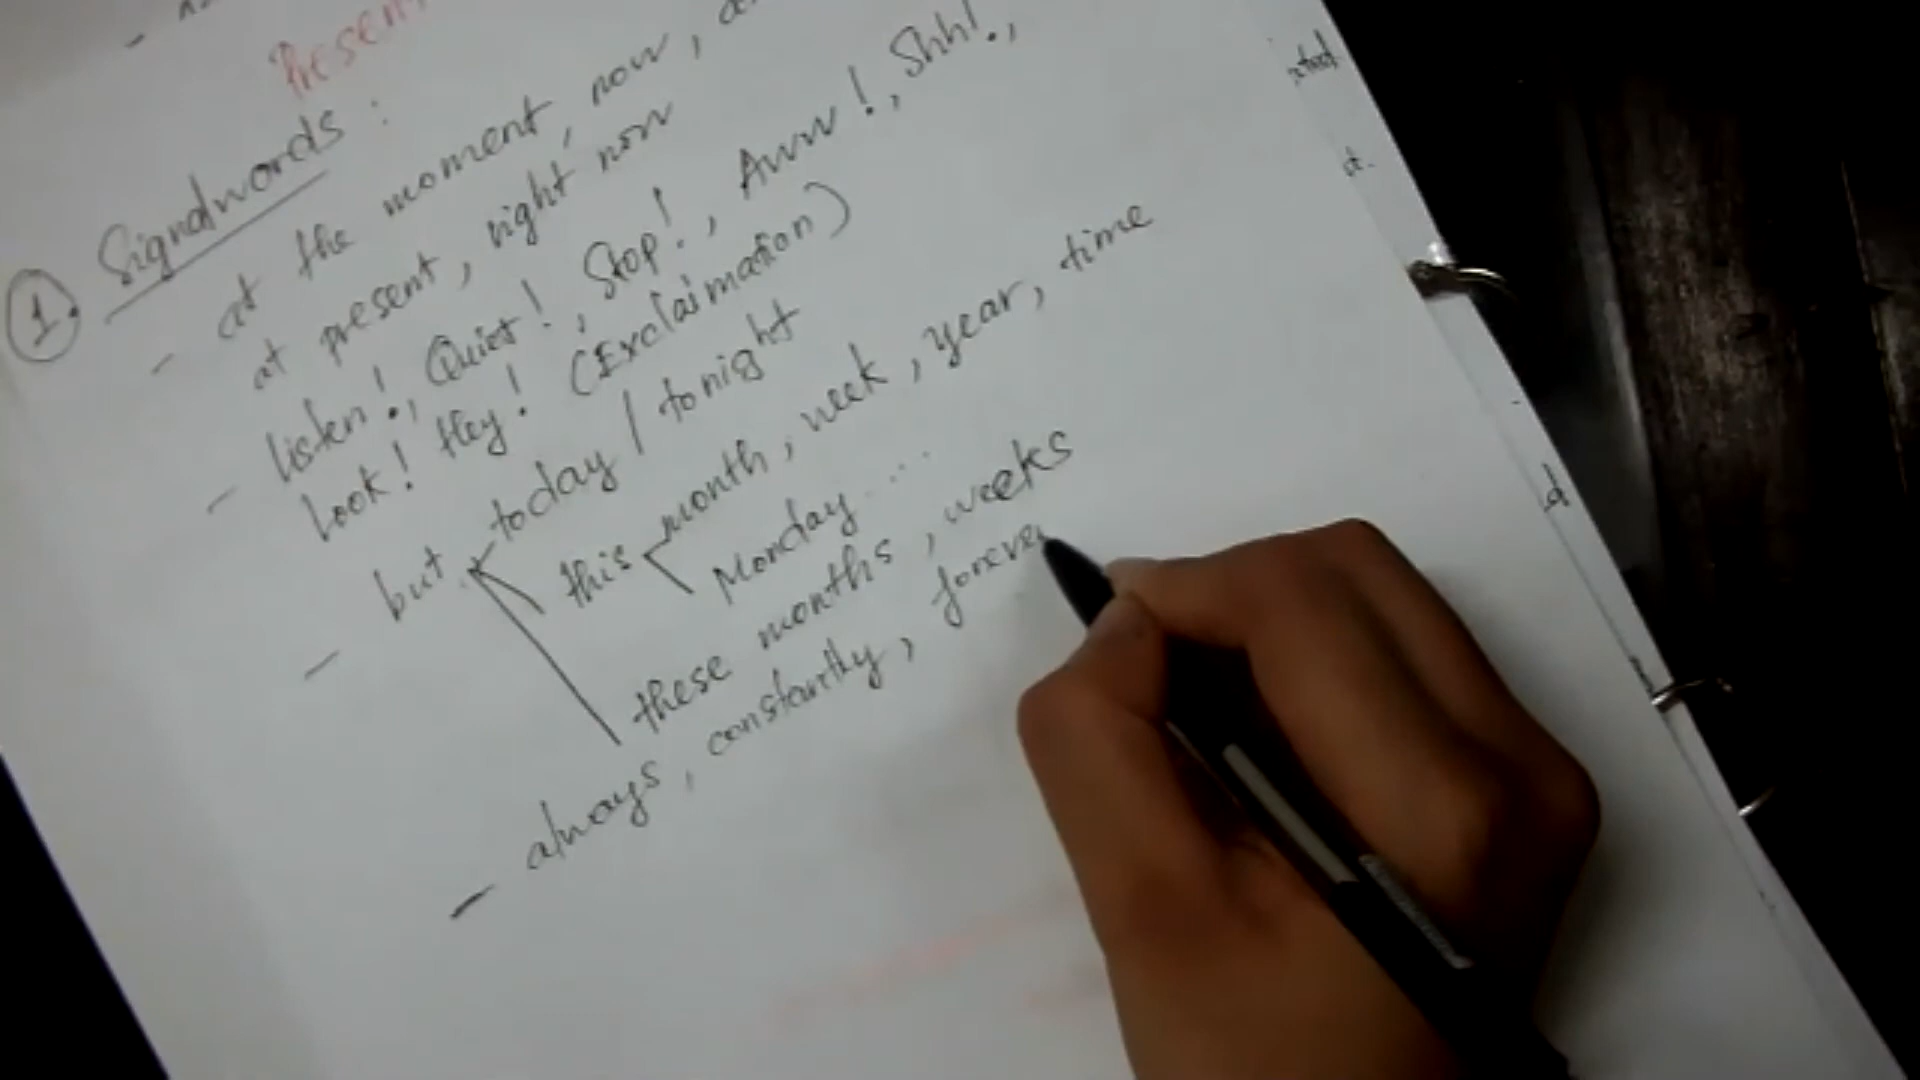 Present
① Signalwords :
- at the moment, now,
at present, right now
- listen!, Quiet!, Stop!, Aww!, Shh!.,
look! Hey! (Exclaimation)
- but today / tonight
this month, week, year, time
Monday ...
these months, weeks
- always, constantly, forever